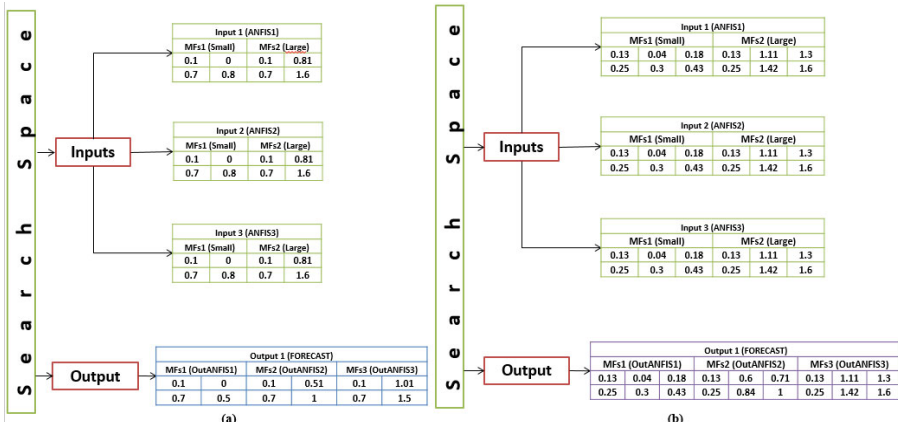 Search Space
Inputs
Input 1 (ANFIS1)
MFs1 (Small) MFs2 (Large)
0.1 0 0.1 0.81
0.7 0.8 0.7 1.6
Input 2 (ANFIS2)
MFs1 (Small) MFs2 (Large)
0.1 0 0.1 0.81
0.7 0.8 0.7 1.6
Input 3 (ANFIS3)
MFs1 (Small) MFs2 (Large)
0.1 0 0.1 0.81
0.7 0.8 0.7 1.6
Output
Output 1 (FORECAST)
MFs1 (OutANFIS1) MFs2 (OutANFIS2) MFs3 (OutANFIS3)
0.1 0 0.1 0.51 0.1 1.01
0.7 0.5 0.7 1 0.7 1.5
(a)
Search Space
Inputs
Input 1 (ANFIS1)
MFs1 (Small) MFs2 (Large)
0.13 0.04 0.18 0.13 1.11 1.3
0.25 0.3 0.43 0.25 1.42 1.6
Input 2 (ANFIS2)
MFs1 (Small) MFs2 (Large)
0.13 0.04 0.18 0.13 1.11 1.3
0.25 0.3 0.43 0.25 1.42 1.6
Input 3 (ANFIS3)
MFs1 (Small) MFs2 (Large)
0.13 0.04 0.18 0.13 1.11 1.3
0.25 0.3 0.43 0.25 1.42 1.6
Output
Output 1 (FORECAST)
MFs1 (OutANFIS1) MFs2 (OutANFIS2) MFs3 (OutANFIS3)
0.13 0.04 0.18 0.13 0.6 0.71 0.13 1.11 1.3
0.25 0.3 0.43 0.25 0.84 1 0.25 1.42 1.6
(b)